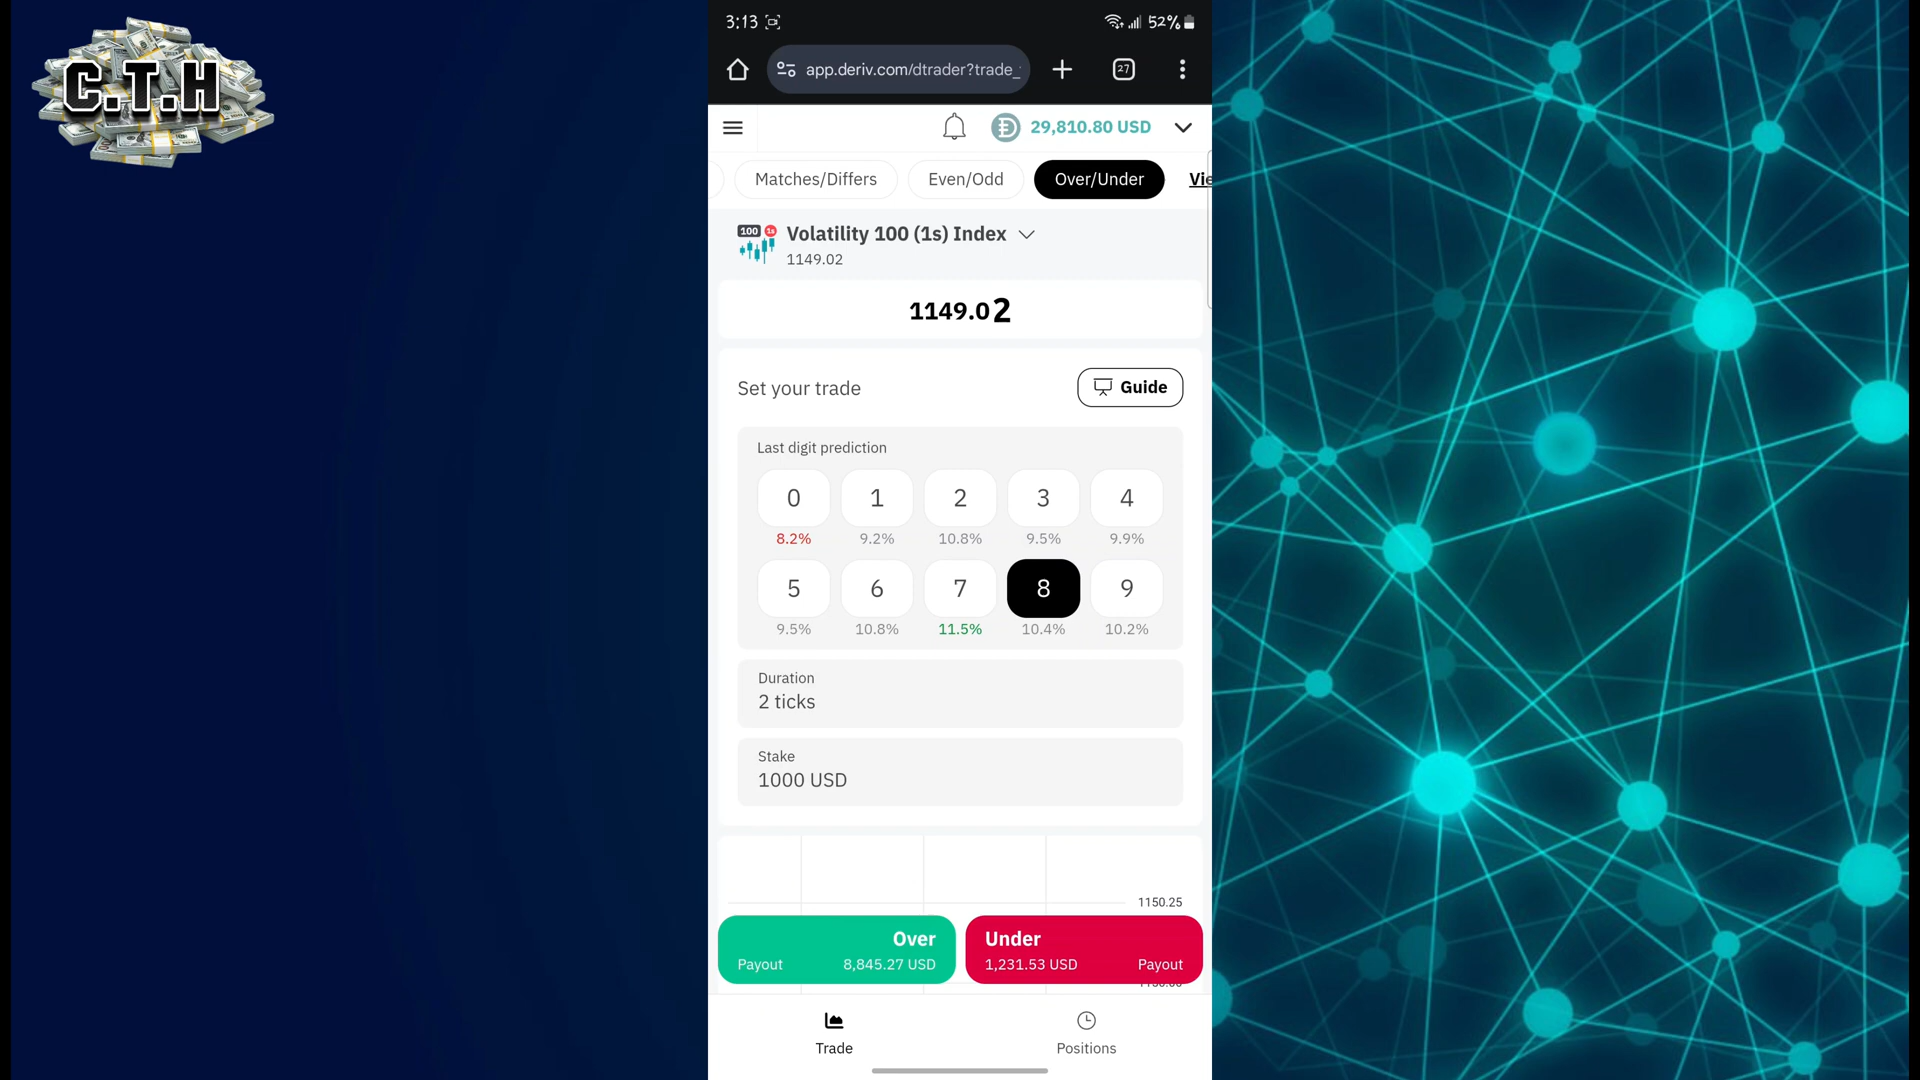 C.T.H
3:13
52%
app.deriv.com/dtrader?trade_
27
29,810.80 USD
Matches/Differs
Even/Odd
Over/Under
Vie
100
1s
Volatility 100 (1s) Index
1149.02
1149.02
Set your trade
Guide
Last digit prediction
0 1 2 3 4
8.2% 9.2% 10.8% 9.5% 9.9%
5 6 7 8 9
9.5% 10.8% 11.5% 10.4% 10.2%
Duration
2 ticks
Stake
1000 USD
1150.25
Over
Payout 8,845.27 USD
Under
1,231.53 USD Payout
Trade
Positions